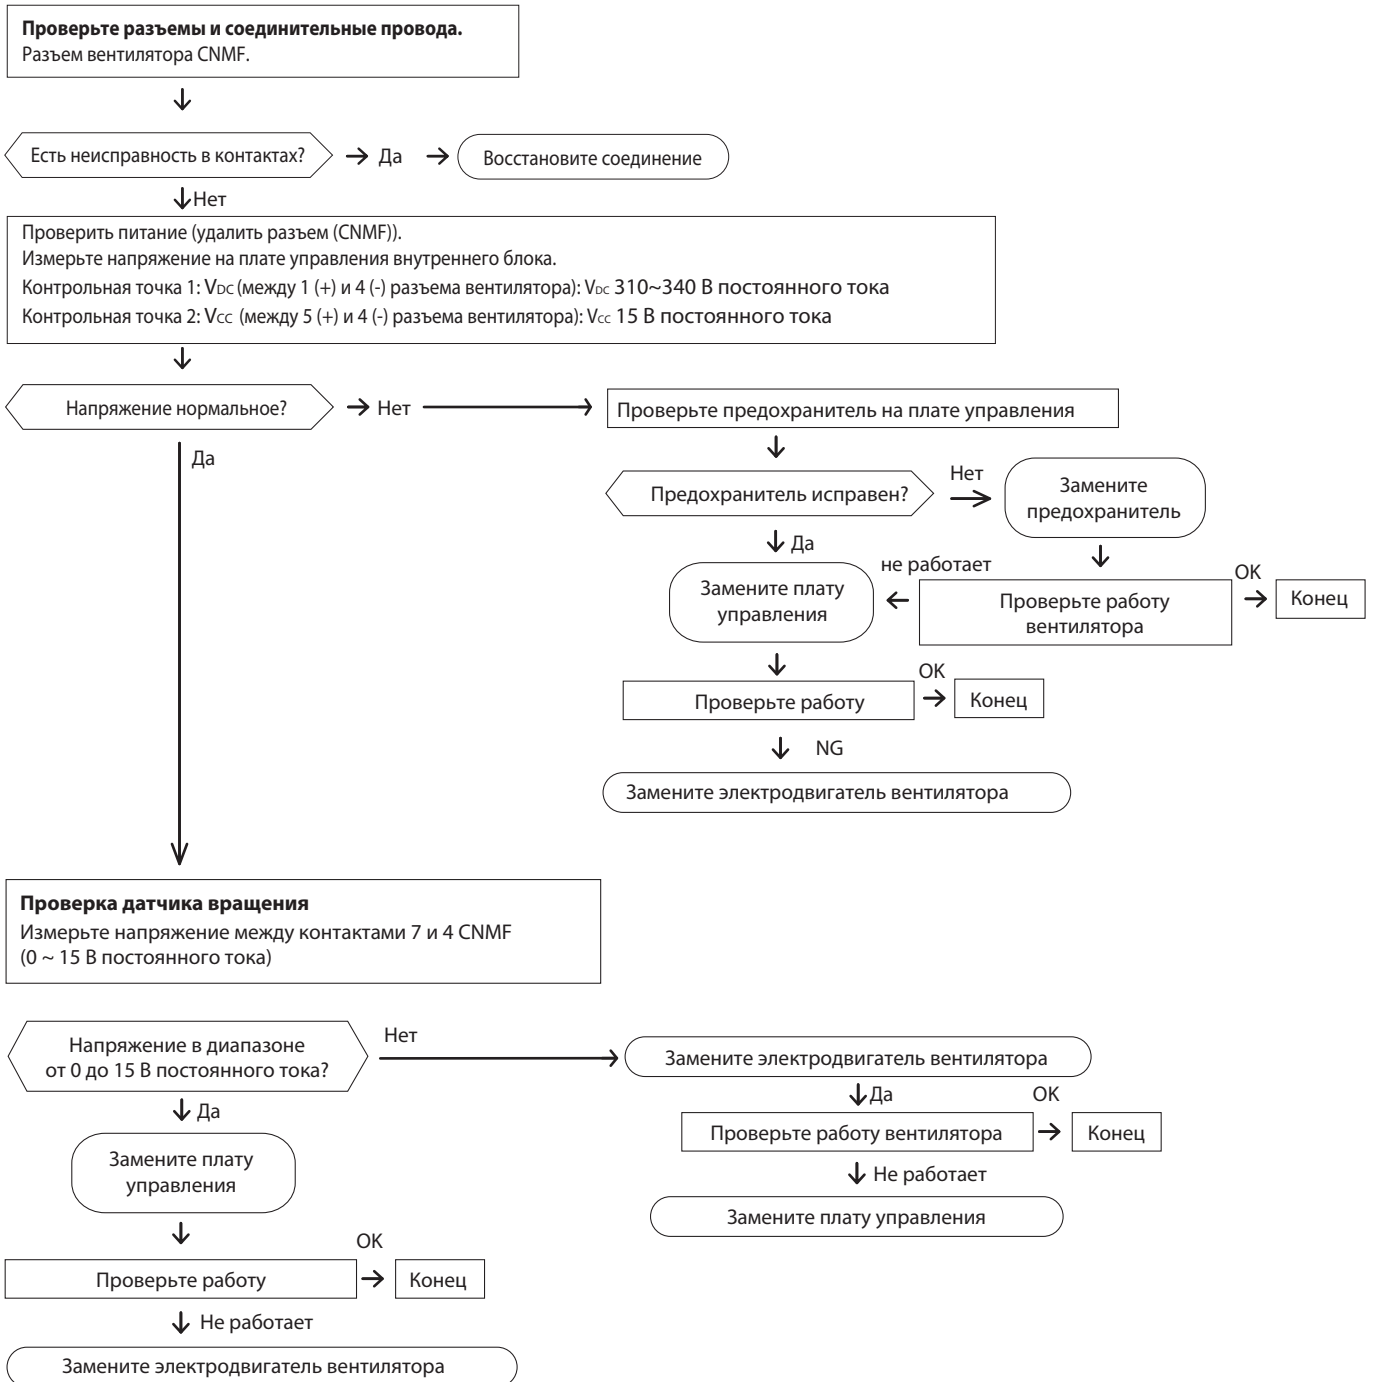 Проверьте разъемы и соединительные провода.
Разъем вентилятора CNMF.
Есть неисправность в контактах?
Да
Восстановите соединение
Нет
Проверить питание (удалить разъем (CNMF)).
Измерьте напряжение на плате управления внутреннего блока.
Контрольная точка 1: VDC (между 1 (+) и 4 (-) разъема вентилятора): VDC 310~340 В постоянного тока
Контрольная точка 2: VCC (между 5 (+) и 4 (-) разъема вентилятора): VCC 15 В постоянного тока
Напряжение нормальное?
Нет
Проверьте предохранитель на плате управления
Да
Предохранитель исправен?
Нет
Замените
предохранитель
Да
не работает
OK
Замените плату
управления
Проверьте работу
вентилятора
Конец
OK
Проверьте работу
Конец
NG
Замените электродвигатель вентилятора
Проверка датчика вращения
Измерьте напряжение между контактами 7 и 4 CNMF
(0 ~ 15 В постоянного тока)
Напряжение в диапазоне
от 0 до 15 В постоянного тока?
Нет
Замените электродвигатель вентилятора
Да
OK
Проверьте работу вентилятора
Конец
Не работает
Замените плату управления
Да
Замените плату
управления
OK
Проверьте работу
Конец
Не работает
Замените электродвигатель вентилятора